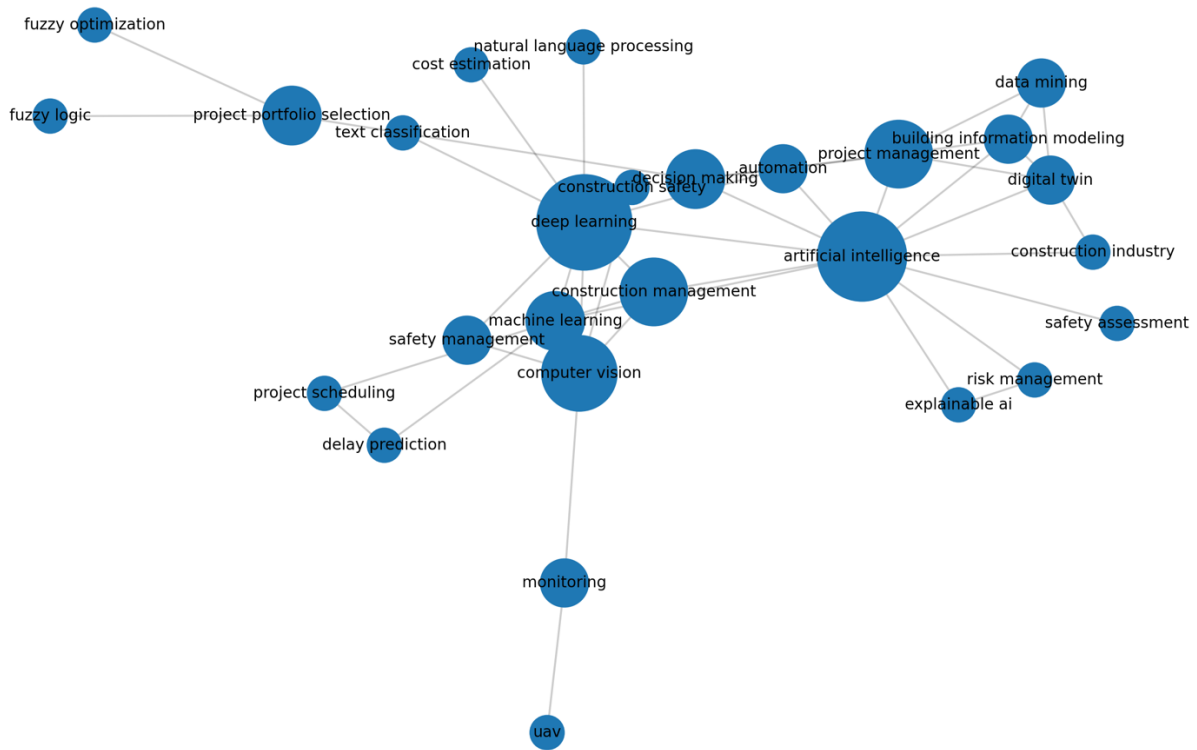 fuzzy optimization
natural language processing
cost estimation
data mining
fuzzy logic
project portfolio selection
text classification
building information modeling
project management
automation
decision making
construction safety
digital twin
deep learning
artificial intelligence
construction industry
construction management
machine learning
safety management
safety assessment
computer vision
risk management
project scheduling
explainable ai
delay prediction
monitoring
uav